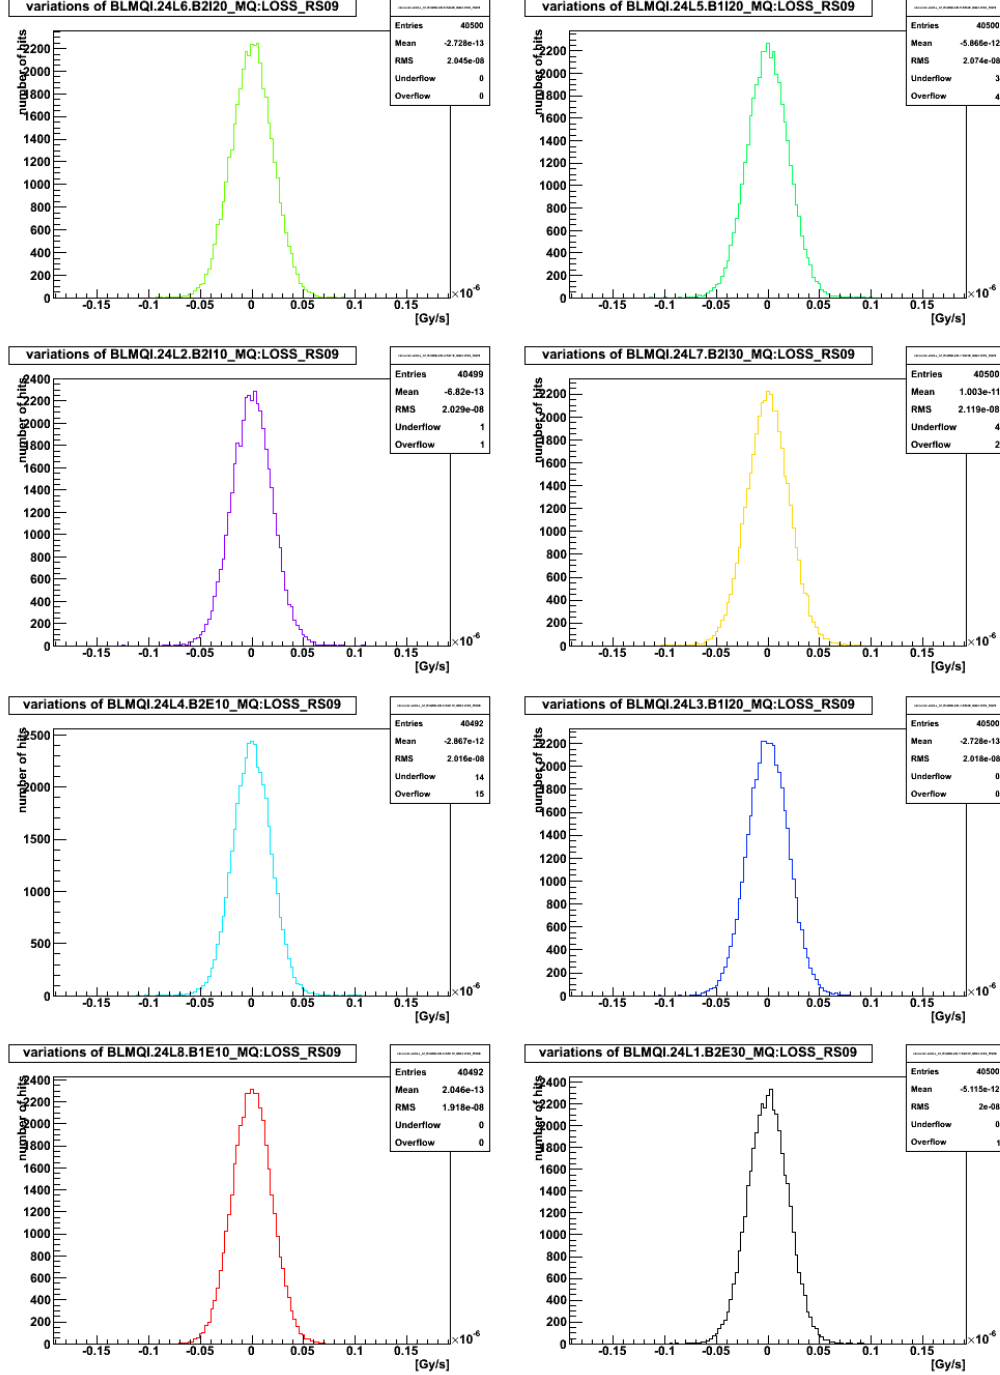 variations of BLMQI.24L6.B2I20_MQ:LOSS_RS09
Entries 40500
Mean -2.728e-13
RMS 2.045e-08
Underflow 0
Overflow 0
number of hits
2200
2000
1800
1600
1400
1200
1000
800
600
400
200
0
-0.15 -0.1 -0.05 0 0.05 0.1 0.15
×10-6
[Gy/s]
variations of BLMQI.24L5.B1I20_MQ:LOSS_RS09
Entries 40500
Mean -5.866e-12
RMS 2.074e-08
Underflow 3
Overflow 4
number of hits
2200
2000
1800
1600
1400
1200
1000
800
600
400
200
0
-0.15 -0.1 -0.05 0 0.05 0.1 0.15
×10-6
[Gy/s]
variations of BLMQI.24L2.B2I10_MQ:LOSS_RS09
Entries 40499
Mean -6.82e-13
RMS 2.029e-08
Underflow 1
Overflow 1
number of hits
2400
2200
2000
1800
1600
1400
1200
1000
800
600
400
200
0
-0.15 -0.1 -0.05 0 0.05 0.1 0.15
×10-6
[Gy/s]
variations of BLMQI.24L7.B2I30_MQ:LOSS_RS09
Entries 40500
Mean 1.003e-11
RMS 2.119e-08
Underflow 4
Overflow 2
number of hits
2200
2000
1800
1600
1400
1200
1000
800
600
400
200
0
-0.15 -0.1 -0.05 0 0.05 0.1 0.15
×10-6
[Gy/s]
variations of BLMQI.24L4.B2E10_MQ:LOSS_RS09
Entries 40492
Mean -2.867e-12
RMS 2.016e-08
Underflow 14
Overflow 15
number of hits
2500
2000
1500
1000
500
0
-0.15 -0.1 -0.05 0 0.05 0.1 0.15
×10-6
[Gy/s]
variations of BLMQI.24L3.B1I20_MQ:LOSS_RS09
Entries 40500
Mean -2.728e-13
RMS 2.018e-08
Underflow 0
Overflow 0
number of hits
2200
2000
1800
1600
1400
1200
1000
800
600
400
200
0
-0.15 -0.1 -0.05 0 0.05 0.1 0.15
×10-6
[Gy/s]
variations of BLMQI.24L8.B1E10_MQ:LOSS_RS09
Entries 40492
Mean 2.046e-13
RMS 1.918e-08
Underflow 0
Overflow 0
number of hits
2400
2200
2000
1800
1600
1400
1200
1000
800
600
400
200
0
-0.15 -0.1 -0.05 0 0.05 0.1 0.15
×10-6
[Gy/s]
variations of BLMQI.24L1.B2E30_MQ:LOSS_RS09
Entries 40500
Mean -5.115e-12
RMS 2e-08
Underflow 0
Overflow 1
number of hits
2400
2200
2000
1800
1600
1400
1200
1000
800
600
400
200
0
-0.15 -0.1 -0.05 0 0.05 0.1 0.15
×10-6
[Gy/s]